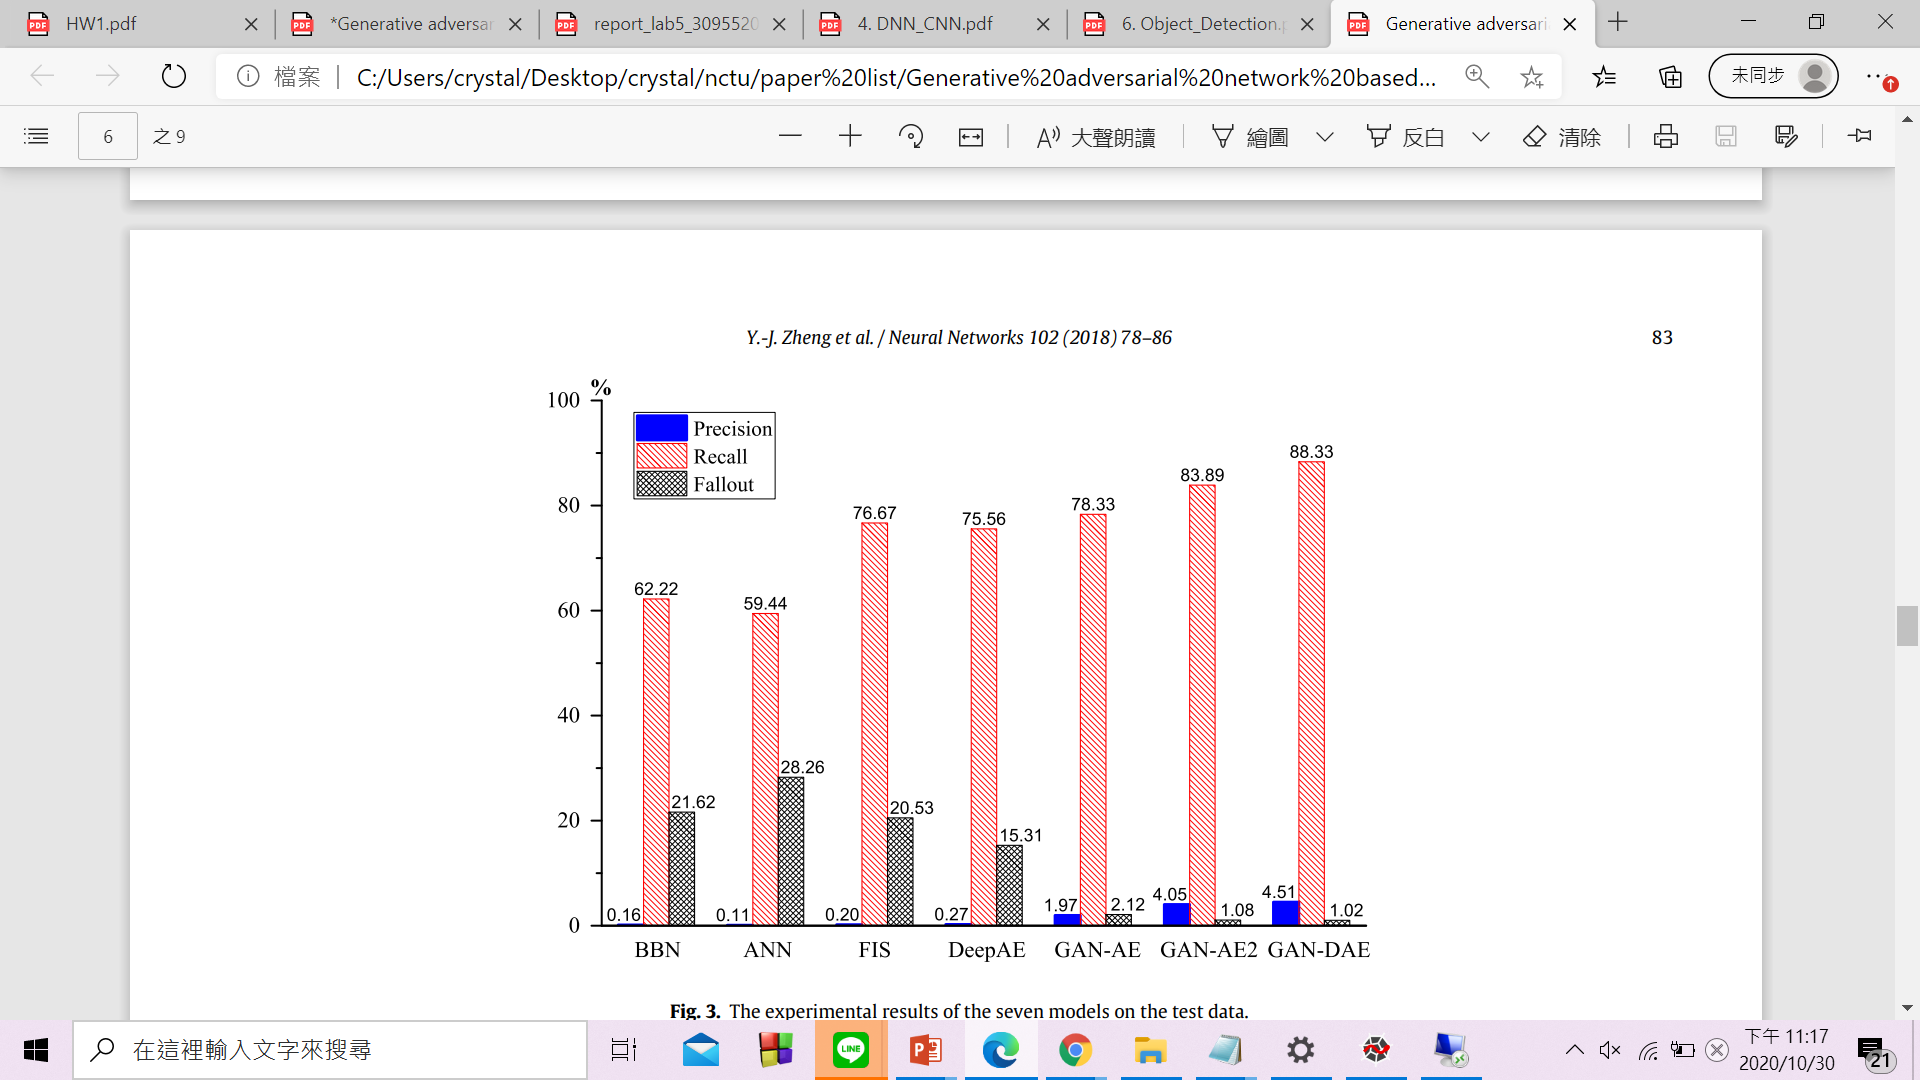 HW1.pdf
*Generative adversar
report_lab5_3095520
4. DNN_CNN.pdf
6. Object_Detection.p
Generative adversari
檔案
C:/Users/crystal/Desktop/crystal/nctu/paper%20list/Generative%20adversarial%20network%20based...
未同步
6 之 9
大聲朗讀
繪圖
反白
清除
Y.-J. Zheng et al. / Neural Networks 102 (2018) 78–86
83
%
100
80
60
40
20
0
Precision
Recall
Fallout
0.16 62.22 21.62
0.11 59.44 28.26
0.20 76.67 20.53
0.27 75.56 15.31
1.97 78.33 2.12
4.05 83.89 1.08
4.51 88.33 1.02
BBN ANN FIS DeepAE GAN-AE GAN-AE2 GAN-DAE
Fig. 3. The experimental results of the seven models on the test data.
在這裡輸入文字來搜尋
LINE
下午 11:17
2020/10/30
21